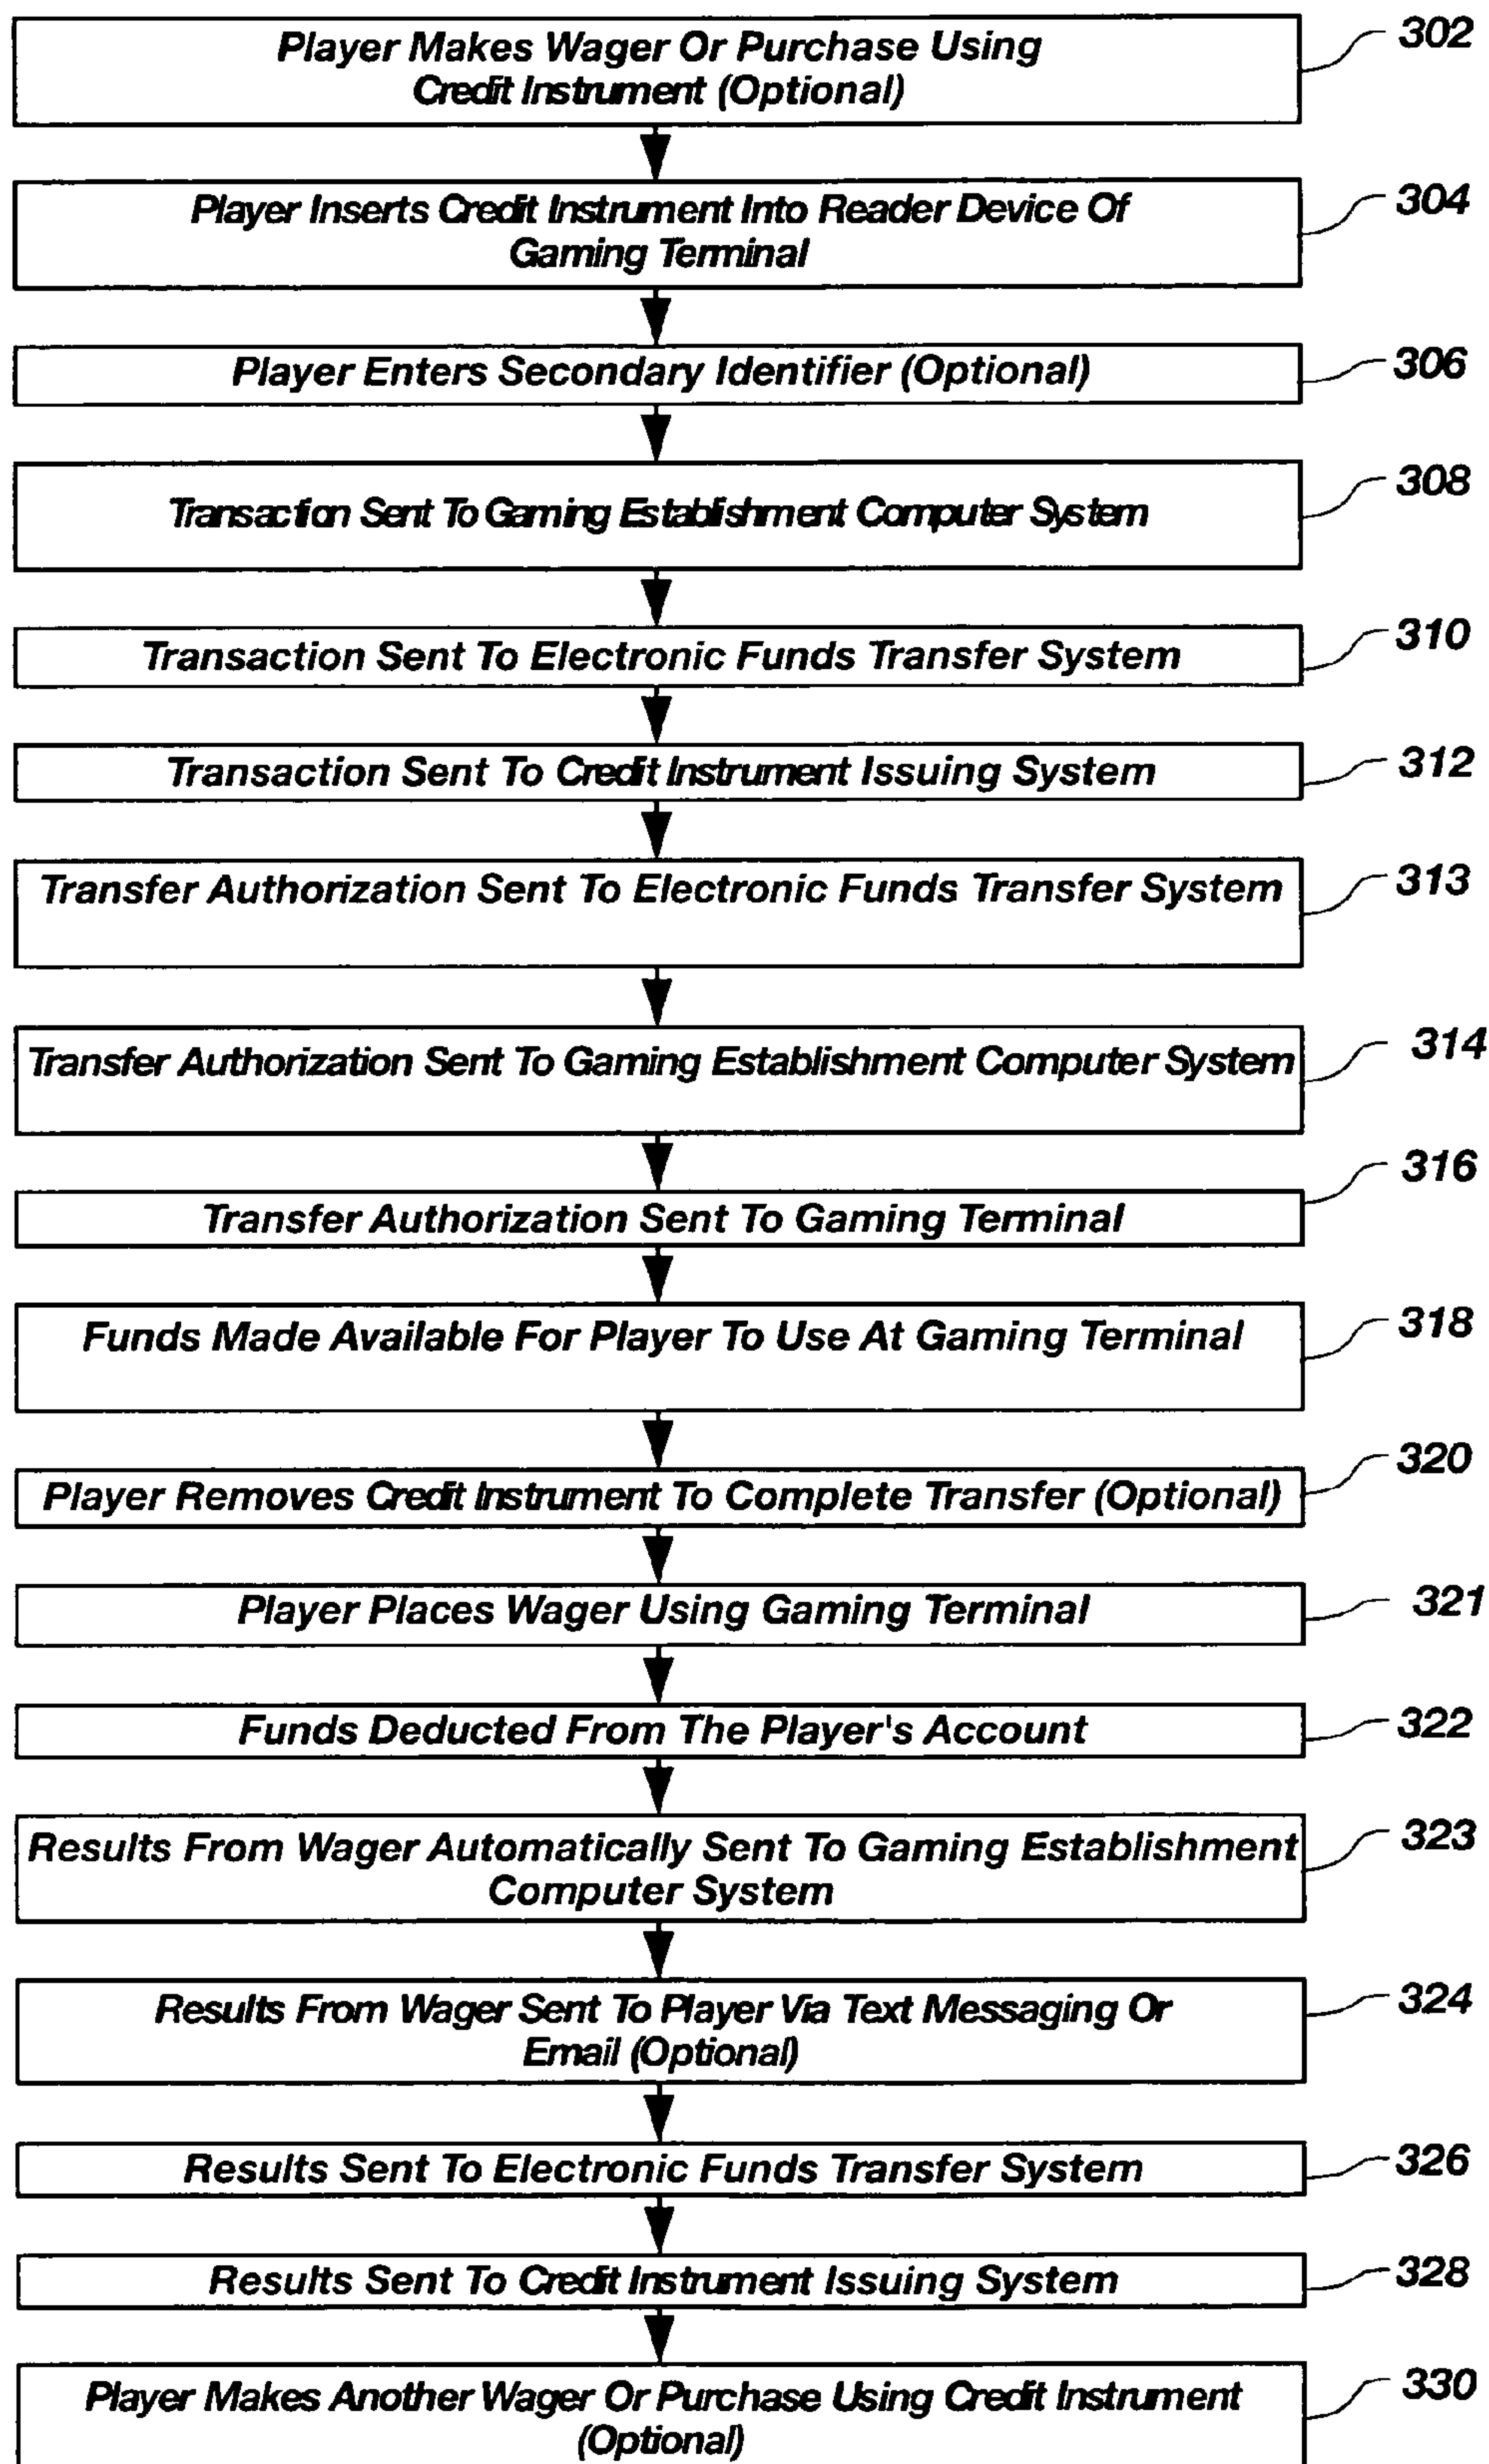 Player Makes Wager Or Purchase Using
Credit Instrument (Optional)
302
Player Inserts Credit Instrument Into Reader Device Of
Gaming Terminal
304
Player Enters Secondary Identifier (Optional)
306
Transaction Sent To Gaming Establishment Computer System
308
Transaction Sent To Electronic Funds Transfer System
310
Transaction Sent To Credit Instrument Issuing System
312
Transfer Authorization Sent To Electronic Funds Transfer System
313
Transfer Authorization Sent To Gaming Establishment Computer System
314
Transfer Authorization Sent To Gaming Terminal
316
Funds Made Available For Player To Use At Gaming Terminal
318
Player Removes Credit Instrument To Complete Transfer (Optional)
320
Player Places Wager Using Gaming Terminal
321
Funds Deducted From The Player's Account
322
Results From Wager Automatically Sent To Gaming Establishment
Computer System
323
Results From Wager Sent To Player Via Text Messaging Or
Email (Optional)
324
Results Sent To Electronic Funds Transfer System
326
Results Sent To Credit Instrument Issuing System
328
Player Makes Another Wager Or Purchase Using Credit Instrument
(Optional)
330